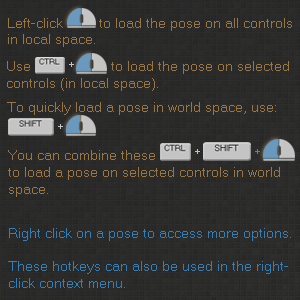 Left-click to load the pose on all controls
in local space.
Use CTRL + to load the pose on selected
controls (in local space).
To quickly load a pose in world space, use:
SHIFT +
You can combine these CTRL + SHIFT +
to load a pose on selected controls in world
space.
Right click on a pose to access more options.
These hotkeys can also be used in the right-
click context menu.